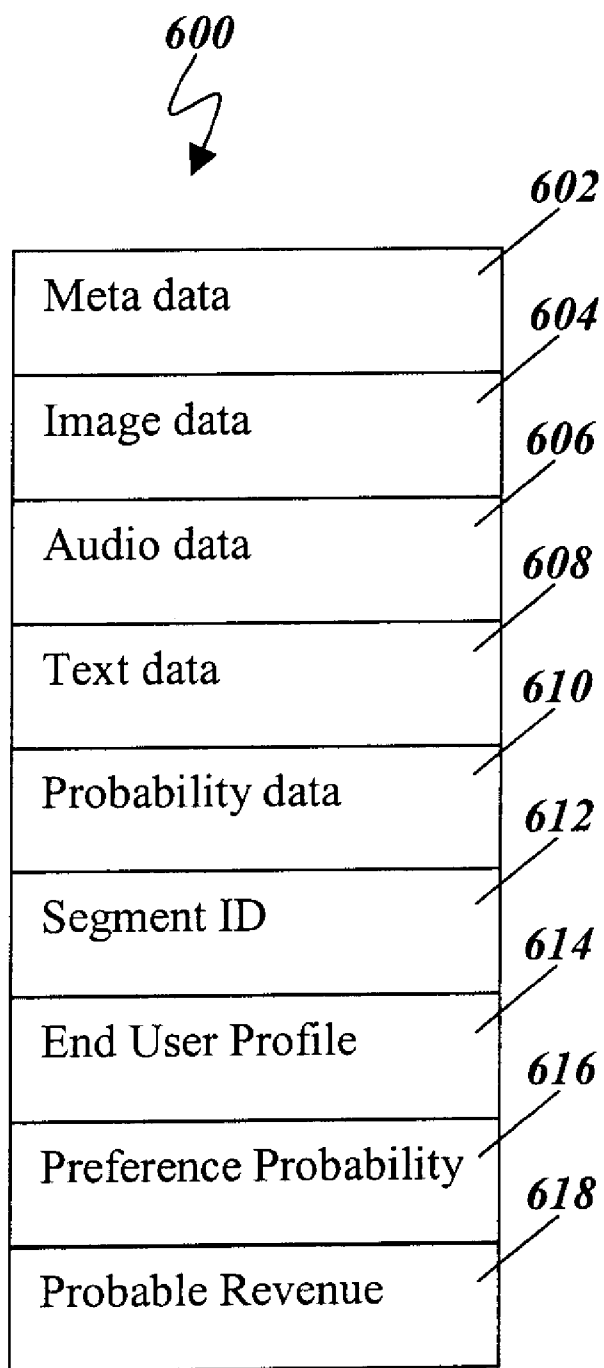 600
602
Meta data
604
Image data
606
Audio data
608
Text data
610
Probability data
612
Segment ID
614
End User Profile
616
Preference Probability
618
Probable Revenue